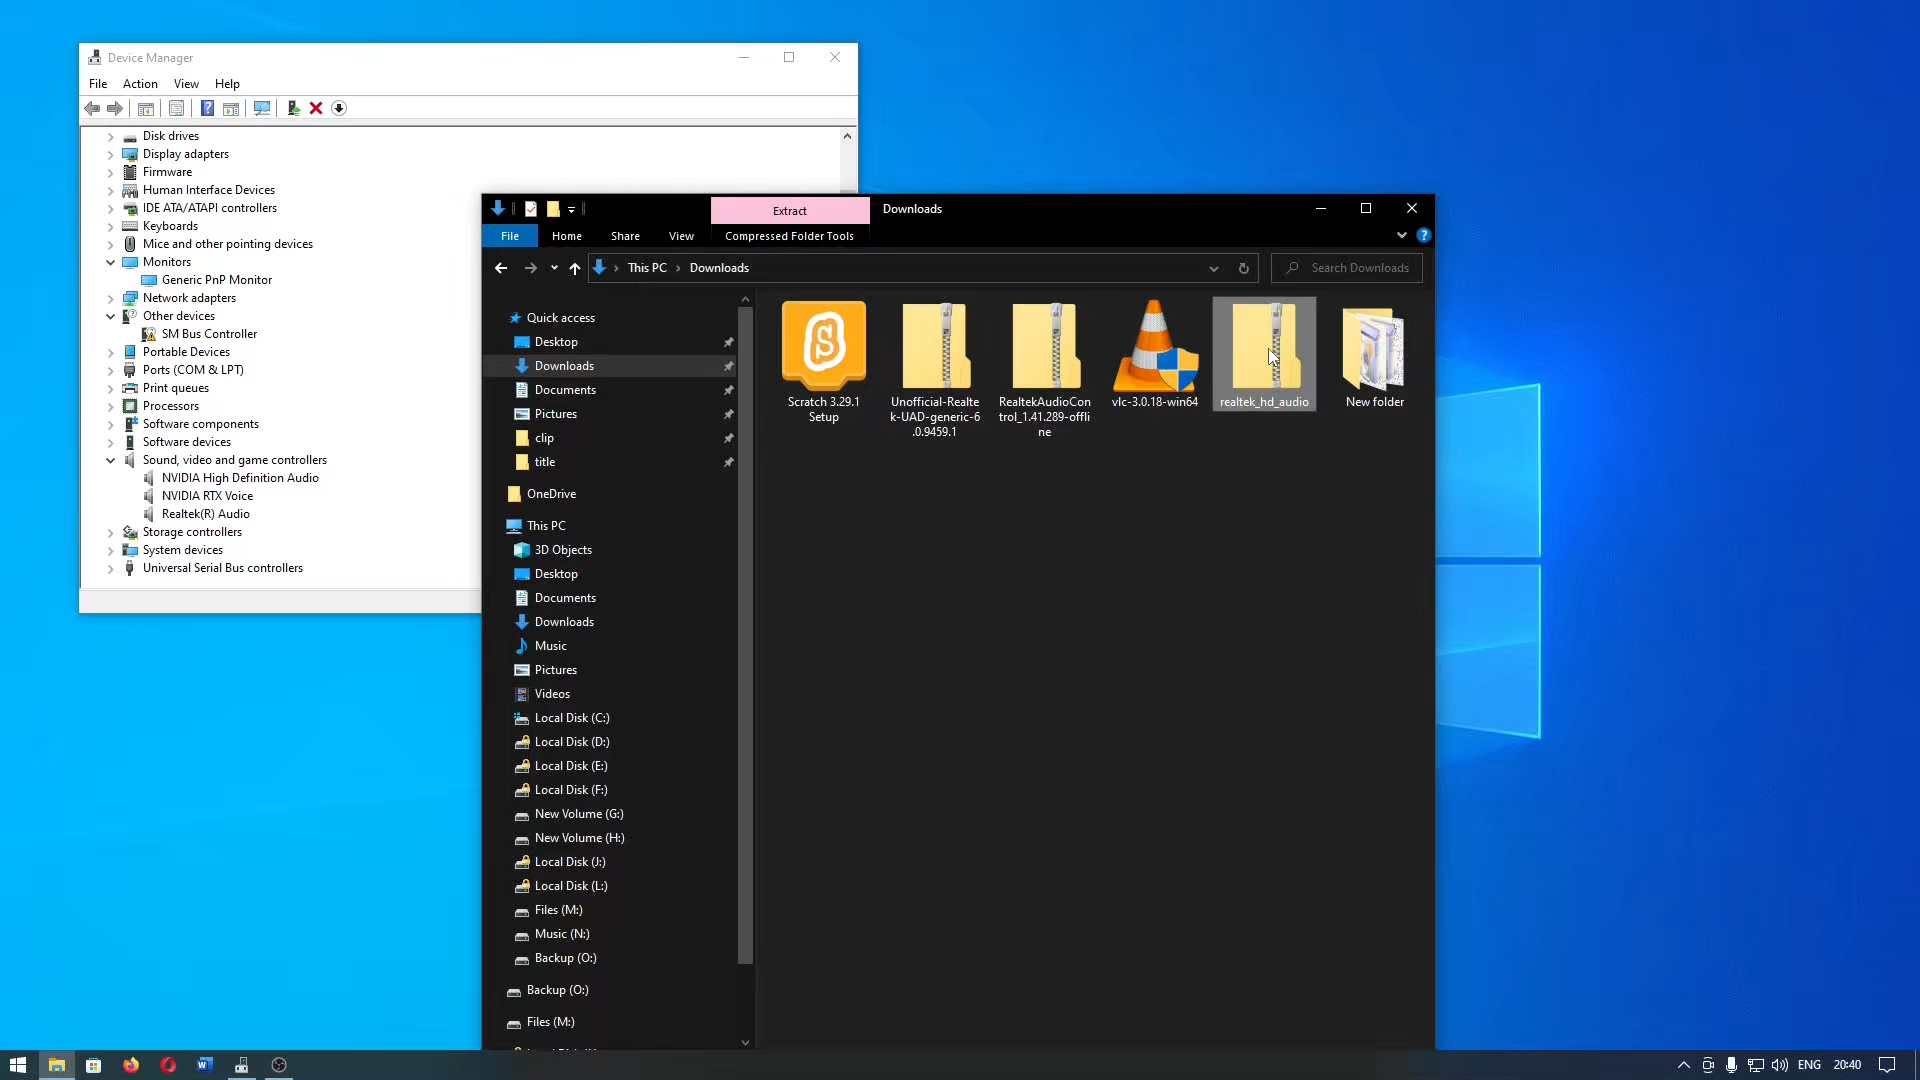 Device Manager
File Action View Help
Disk drives
Display adapters
Firmware
Human Interface Devices
IDE ATA/ATAPI controllers
Keyboards
Mice and other pointing devices
Monitors
Generic PnP Monitor
Network adapters
Other devices
SM Bus Controller
Portable Devices
Ports (COM & LPT)
Print queues
Processors
Software components
Software devices
Sound, video and game controllers
NVIDIA High Definition Audio
NVIDIA RTX Voice
Realtek(R) Audio
Storage controllers
System devices
Universal Serial Bus controllers
Extract Downloads
File Home Share View Compressed Folder Tools
This PC Downloads Search Downloads
Quick access
Desktop
Downloads
Documents
Pictures
clip
title
OneDrive
This PC
3D Objects
Desktop
Documents
Downloads
Music
Pictures
Videos
Local Disk (C:)
Local Disk (D:)
Local Disk (E:)
Local Disk (F:)
New Volume (G:)
New Volume (H:)
Local Disk (J:)
Local Disk (L:)
Files (M:)
Music (N:)
Backup (O:)
Backup (O:)
Files (M:)
Scratch 3.29.1
Setup
Unofficial-Realte
k-UAD-generic-6
.0.9459.1
RealtekAudioCon
trol_1.41.289-offli
ne
vlc-3.0.18-win64
realtek_hd_audio
New folder
ENG 20:40